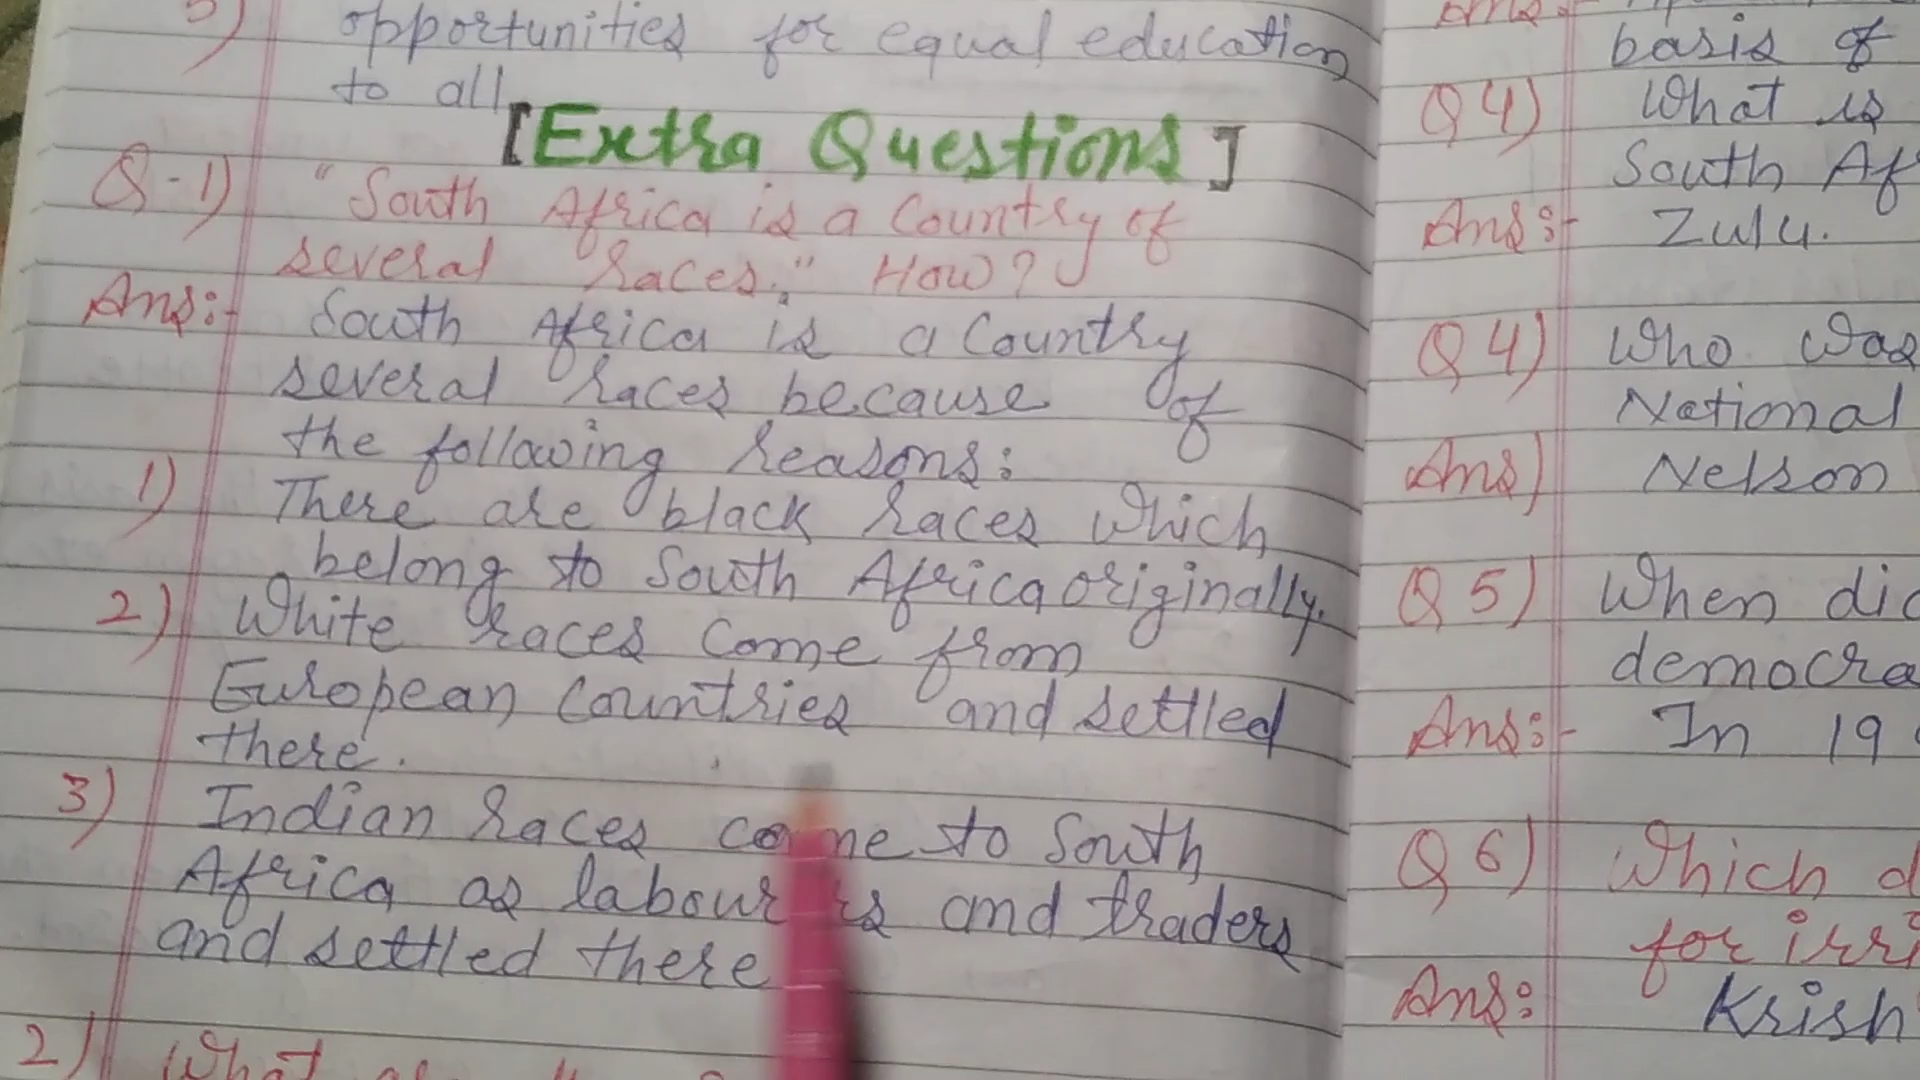 opportunities for equal education
to all.
[Extra Questions]
Q-1) "South Africa is a Country of
several races." How?
Ans:- South Africa is a Country
several races because of
the following reasons:
1) There are black races which
belong to South Africa originally.
2) White races come from
European Countries and settled
there.
3) Indian races come to South
Africa as labourers and traders
and settled there
2) What
basis of
Q4) What is
South Af
Ans:- Zulu.
Q4) Who was
National
Ans) Nelson
Q5) When did
democra
Ans:- In 19
Q6) Which d
for irri
Ans: Krish